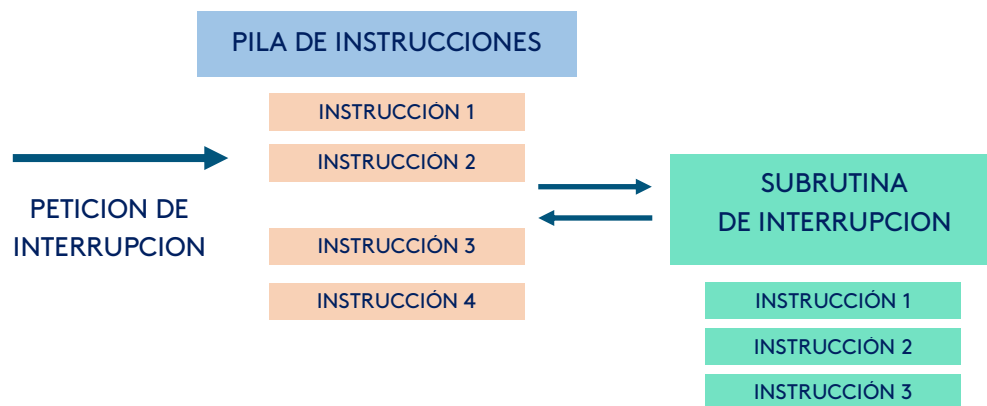 PILA DE INSTRUCCIONES
INSTRUCCIÓN 1
INSTRUCCIÓN 2
PETICION DE
INTERRUPCION
INSTRUCCIÓN 3
INSTRUCCIÓN 4
SUBRUTINA
DE INTERRUPCION
INSTRUCCIÓN 1
INSTRUCCIÓN 2
INSTRUCCIÓN 3